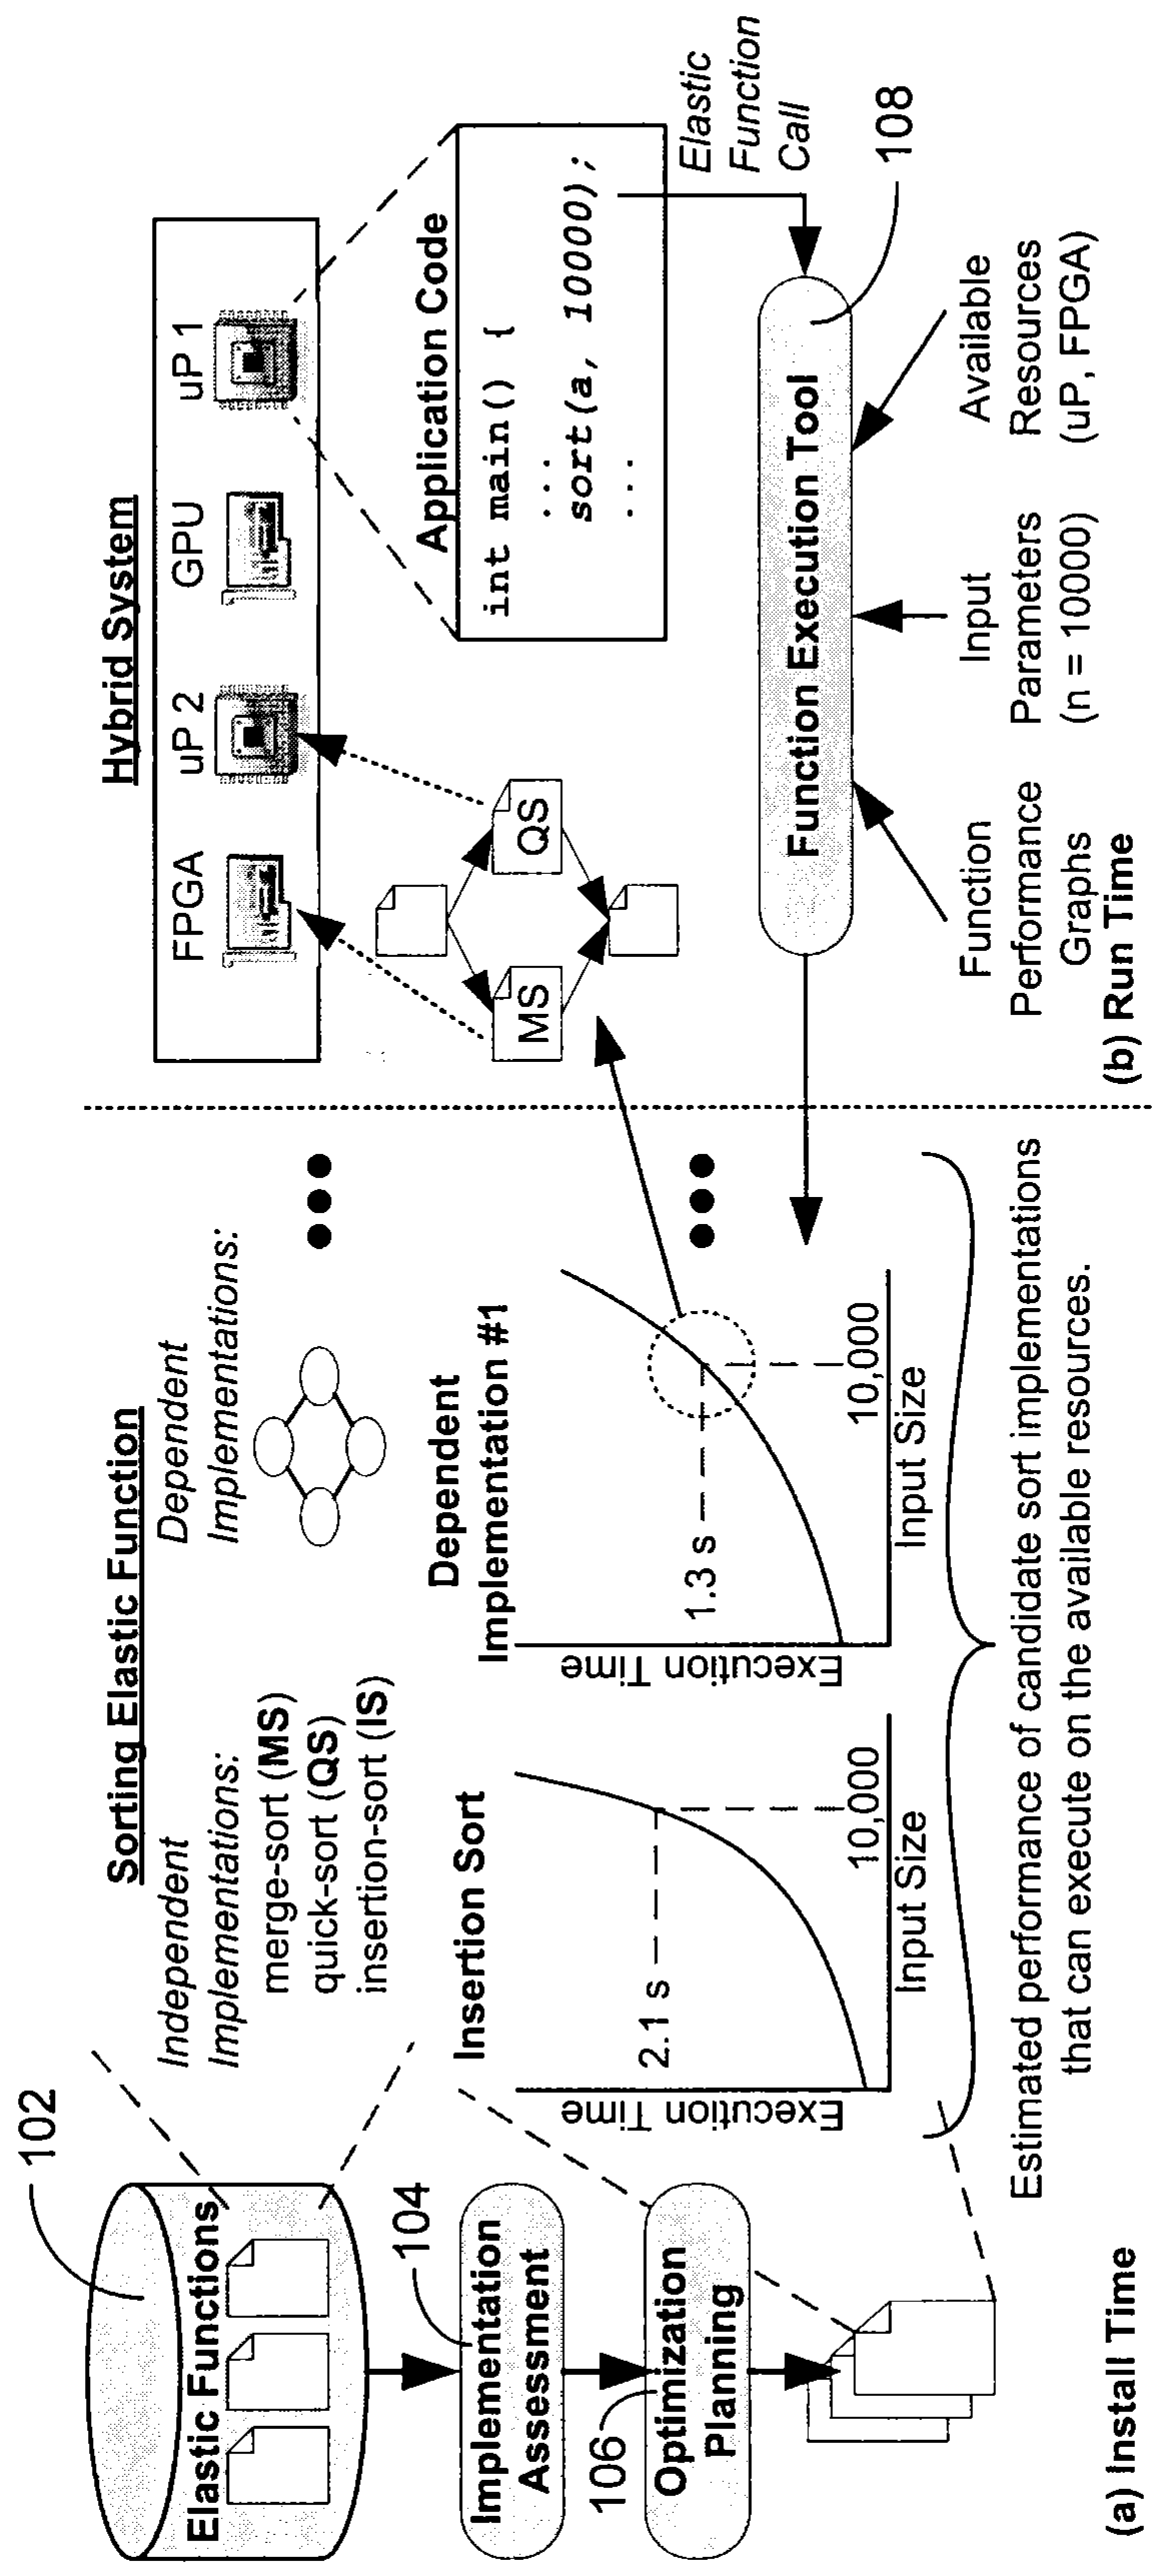 102
Elastic Functions
104
Implementation
Assessment
106
Optimization
Planning
(a) Install Time
Sorting Elastic Function
Independent
Implementations:
merge-sort (MS)
quick-sort (QS)
insertion-sort (IS)
Dependent
Implementations:
Insertion Sort
Execution Time
2.1 s
10,000
Input Size
Dependent
Implementation #1
Execution Time
1.3 s
10,000
Input Size
Estimated performance of candidate sort implementations
that can execute on the available resources.
Hybrid System
FPGA
uP 2
GPU
uP 1
MS
QS
Application Code
int main() {
...
sort(a, 10000);
...
Elastic
Function
Call
108
Function Execution Tool
Function
Performance
Graphs
Input
Parameters
(n = 10000)
Available
Resources
(uP, FPGA)
(b) Run Time